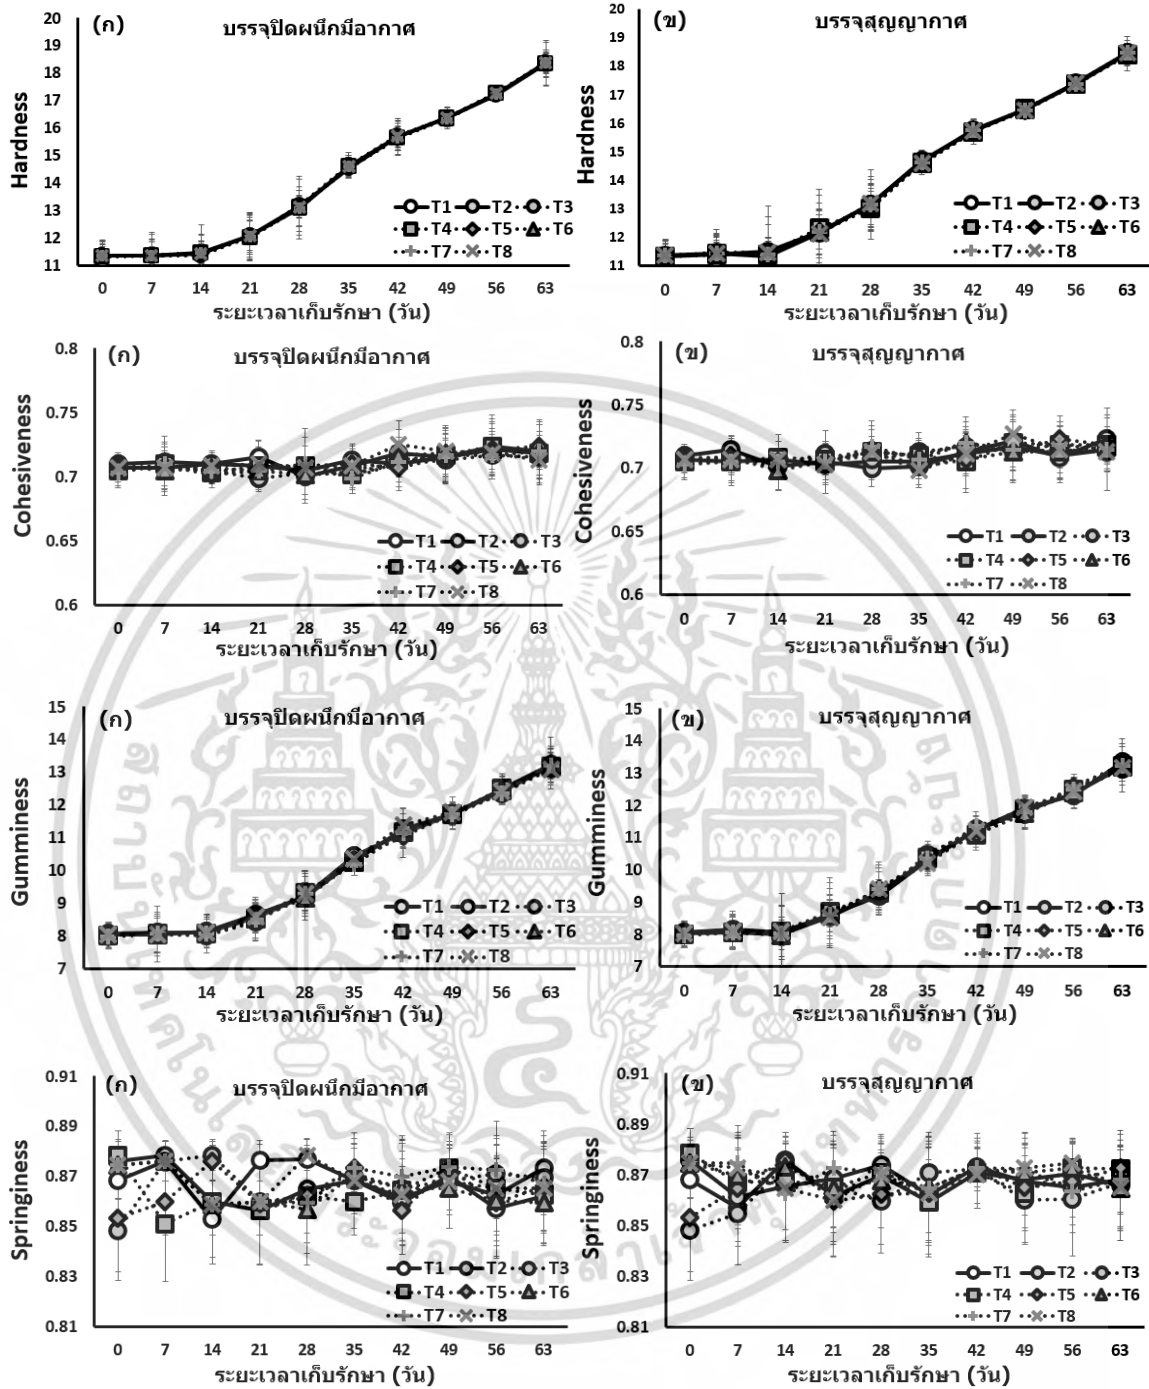 (ก) บรรจุปิดผนึกมีอากาศ
Hardness
20
19
18
17
16
15
14
13
12
11
T1 T2 T3
T4 T5 T6
T7 T8
0 7 14 21 28 35 42 49 56 63
ระยะเวลาเก็บรักษา (วัน)
(ข) บรรจุสุญญากาศ
Hardness
20
19
18
17
16
15
14
13
12
11
T1 T2 T3
T4 T5 T6
T7 T8
0 7 14 21 28 35 42 49 56 63
ระยะเวลาเก็บรักษา (วัน)
(ก) บรรจุปิดผนึกมีอากาศ
Cohesiveness
0.8
0.75
0.7
0.65
0.6
T1 T2 T3
T4 T5 T6
T7 T8
0 7 14 21 28 35 42 49 56 63
ระยะเวลาเก็บรักษา (วัน)
(ข) บรรจุสุญญากาศ
Cohesiveness
0.8
0.75
0.7
0.65
0.6
T1 T2 T3
T4 T5 T6
T7 T8
0 7 14 21 28 35 42 49 56 63
ระยะเวลาเก็บรักษา (วัน)
(ก) บรรจุปิดผนึกมีอากาศ
Gumminess
15
14
13
12
11
10
9
8
7
T1 T2 T3
T4 T5 T6
T7 T8
0 7 14 21 28 35 42 49 56 63
ระยะเวลาเก็บรักษา (วัน)
(ข) บรรจุสุญญากาศ
Gumminess
15
14
13
12
11
10
9
8
7
T1 T2 T3
T4 T5 T6
T7 T8
0 7 14 21 28 35 42 49 56 63
ระยะเวลาเก็บรักษา (วัน)
(ก) บรรจุปิดผนึกมีอากาศ
Springiness
0.91
0.89
0.87
0.85
0.83
0.81
T1 T2 T3
T4 T5 T6
T7 T8
0 7 14 21 28 35 42 49 56 63
ระยะเวลาเก็บรักษา (วัน)
(ข) บรรจุสุญญากาศ
Springiness
0.91
0.89
0.87
0.85
0.83
0.81
T1 T2 T3
T4 T5 T6
T7 T8
0 7 14 21 28 35 42 49 56 63
ระยะเวลาเก็บรักษา (วัน)